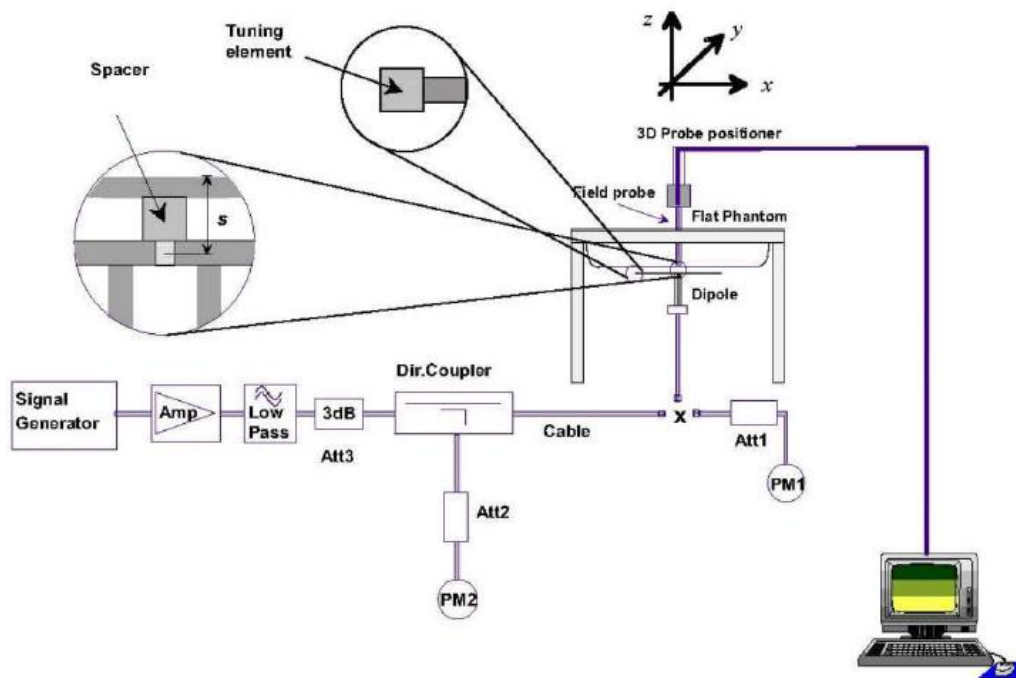 Tuning
element
Spacer
s
z
y
x
3D Probe positioner
Field probe
Flat Phantom
Dipole
Signal
Generator
Amp
Low
Pass
3dB
Att3
Dir.Coupler
Cable
x
Att1
PM1
Att2
PM2